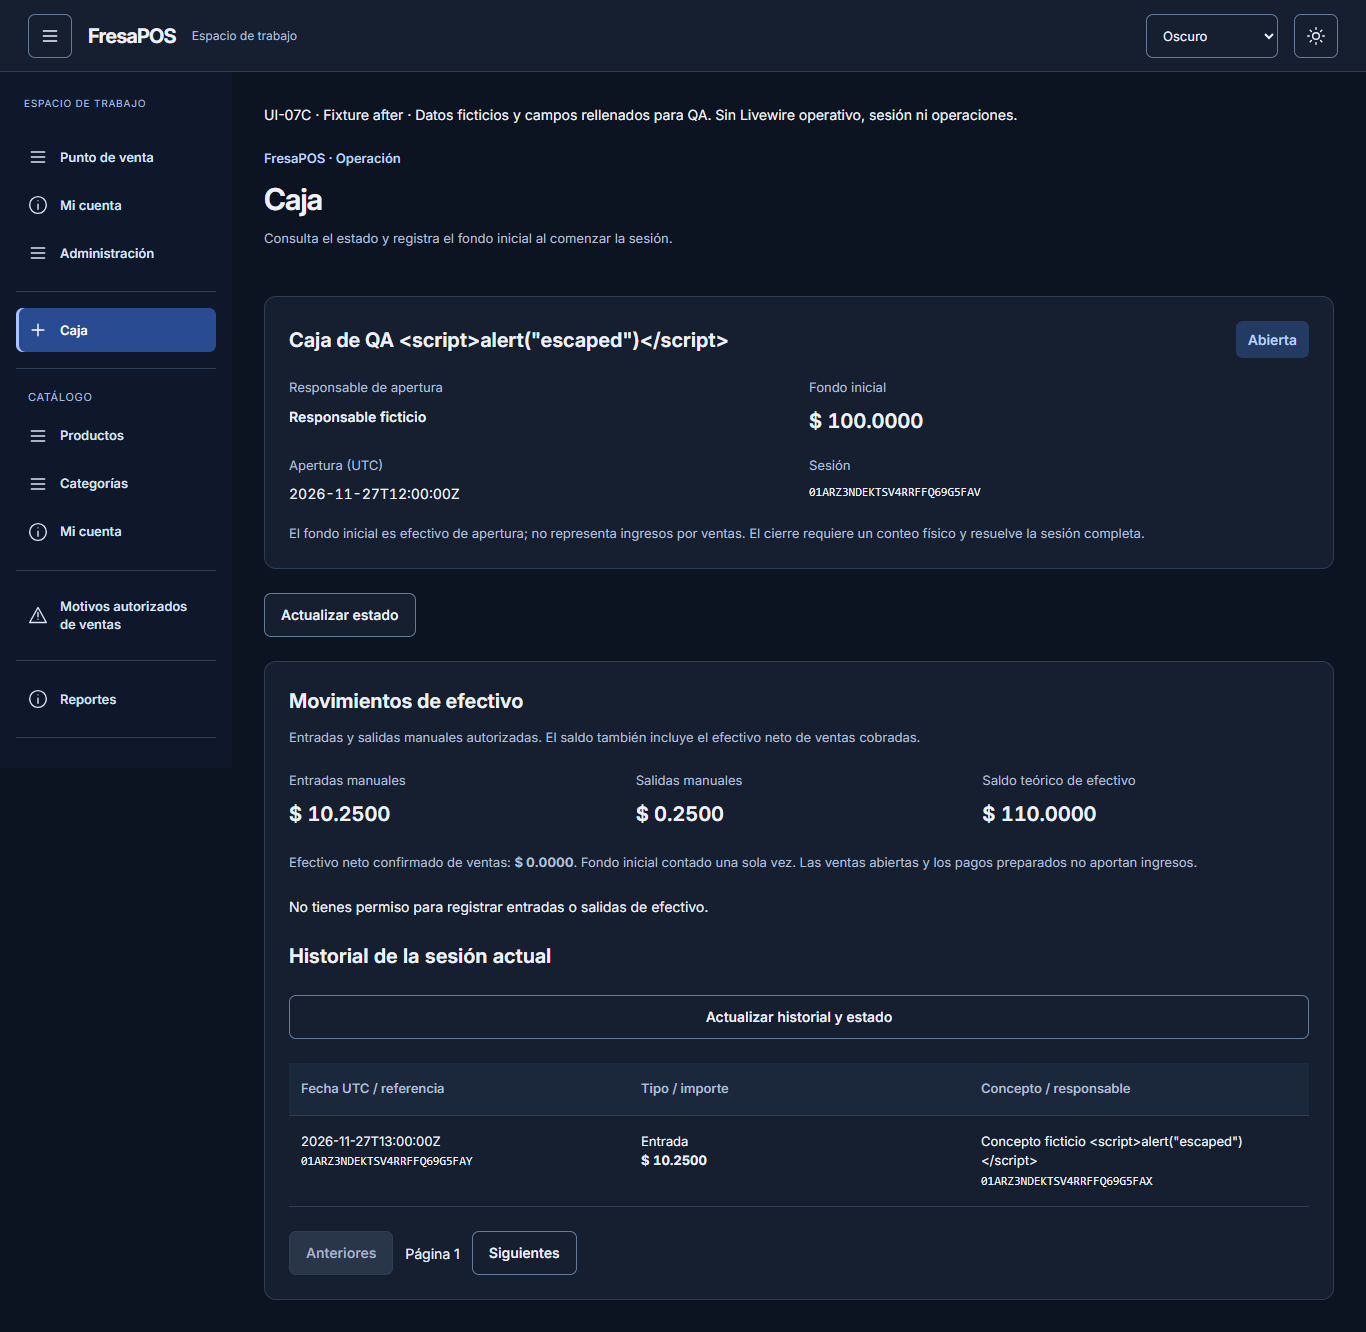 FresaPOS
Espacio de trabajo
Oscuro
ESPACIO DE TRABAJO
Punto de venta
Mi cuenta
Administración
Caja
CATÁLOGO
Productos
Categorías
Mi cuenta
Motivos autorizados
de ventas
Reportes
UI-07C · Fixture after · Datos ficticios y campos rellenados para QA. Sin Livewire operativo, sesión ni operaciones.
FresaPOS · Operación
Caja
Consulta el estado y registra el fondo inicial al comenzar la sesión.
Caja de QA <script>alert("escaped")</script>
Abierta
Responsable de apertura
Responsable ficticio
Fondo inicial
$ 100.0000
Apertura (UTC)
2026-11-27T12:00:00Z
Sesión
01ARZ3NDEKTSV4RRFFQ69G5FAV
El fondo inicial es efectivo de apertura; no representa ingresos por ventas. El cierre requiere un conteo físico y resuelve la sesión completa.
Actualizar estado
Movimientos de efectivo
Entradas y salidas manuales autorizadas. El saldo también incluye el efectivo neto de ventas cobradas.
Entradas manuales
$ 10.2500
Salidas manuales
$ 0.2500
Saldo teórico de efectivo
$ 110.0000
Efectivo neto confirmado de ventas: $ 0.0000. Fondo inicial contado una sola vez. Las ventas abiertas y los pagos preparados no aportan ingresos.
No tienes permiso para registrar entradas o salidas de efectivo.
Historial de la sesión actual
Actualizar historial y estado
Fecha UTC / referencia
Tipo / importe
Concepto / responsable
2026-11-27T13:00:00Z
01ARZ3NDEKTSV4RRFFQ69G5FAY
Entrada
$ 10.2500
Concepto ficticio <script>alert("escaped")
</script>
01ARZ3NDEKTSV4RRFFQ69G5FAX
Anteriores
Página 1
Siguientes